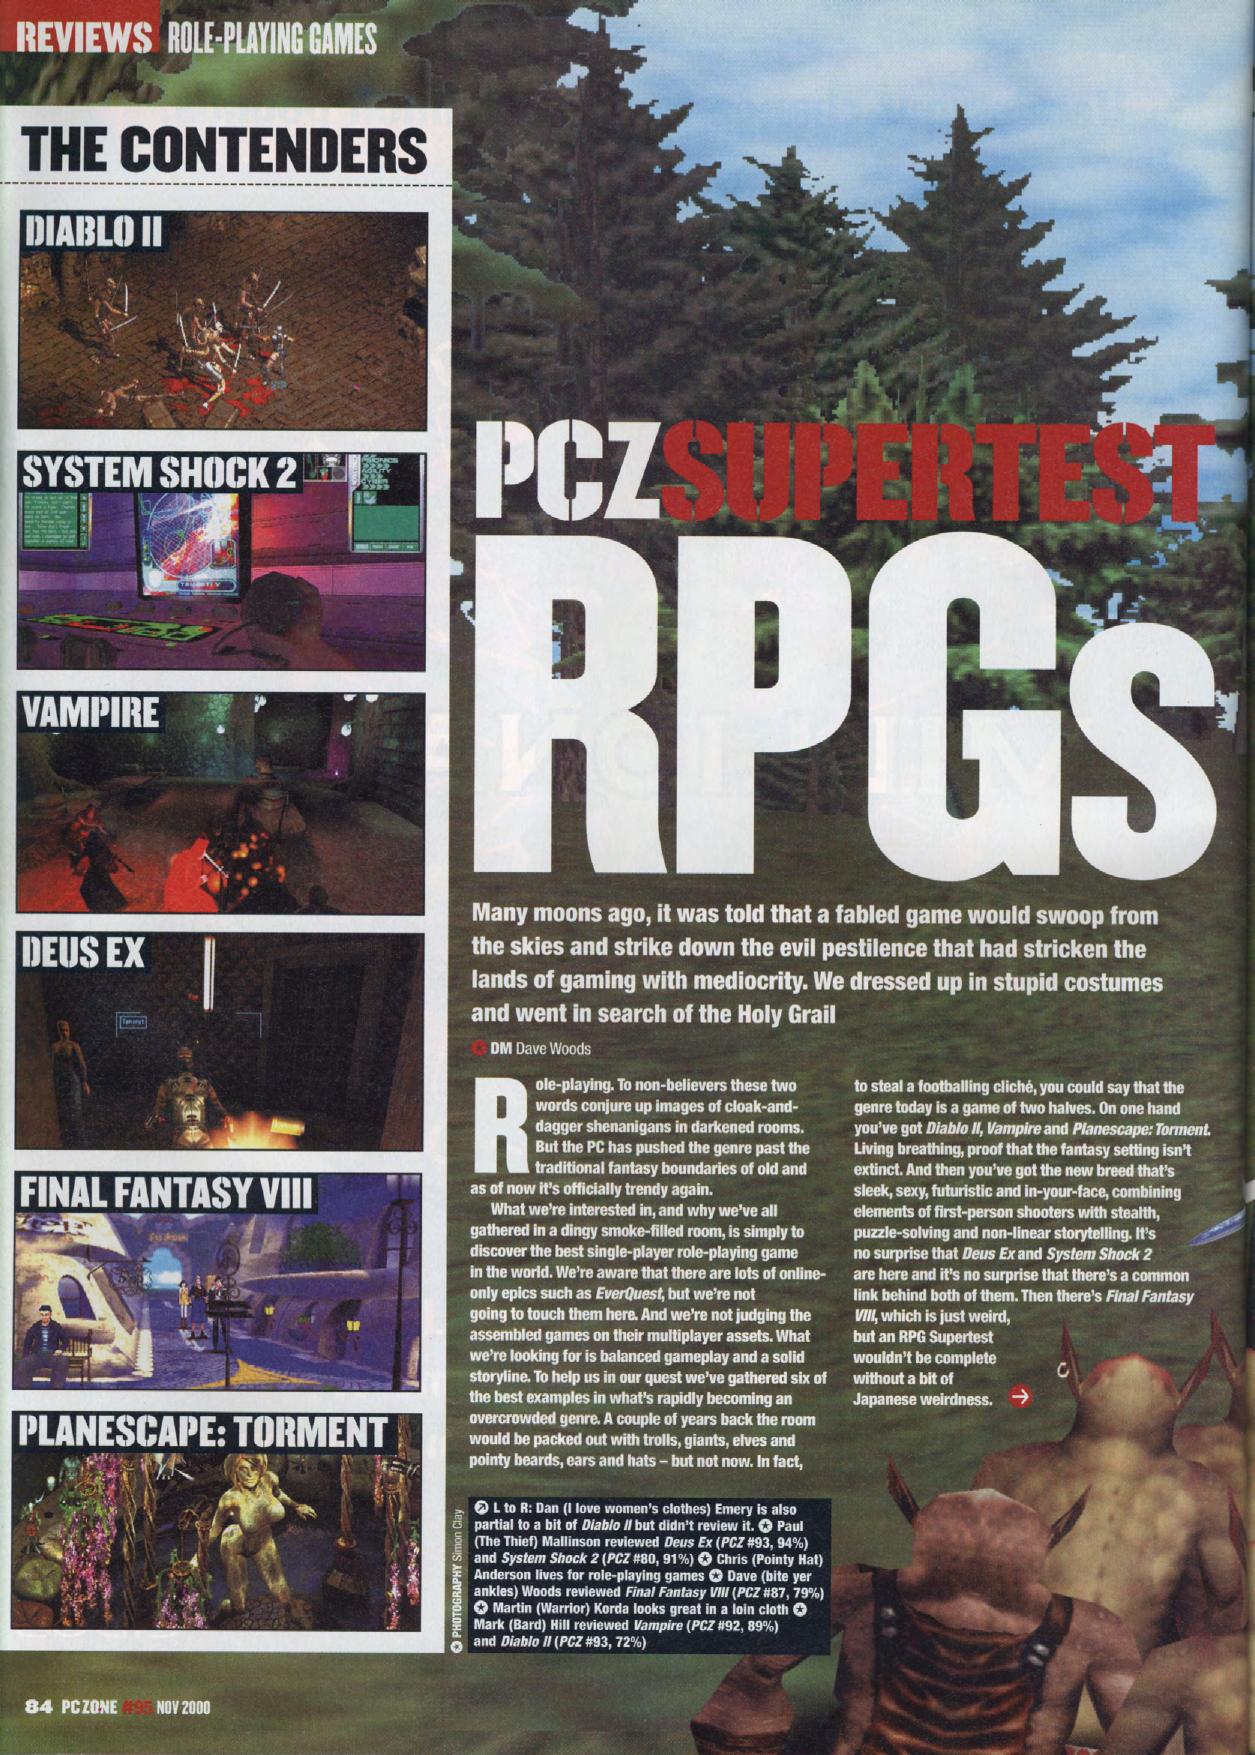 REVIEWS ROLE-PLAYING GAMES
THE CONTENDERS
DIABLO II
SYSTEM SHOCK 2
VAMPIRE
DEUS EX
FINAL FANTASY VIII
PLANESCAPE: TORMENT
PCZSUPERTEST
RPGs
Many moons ago, it was told that a fabled game would swoop from
the skies and strike down the evil pestilence that had stricken the
lands of gaming with mediocrity. We dressed up in stupid costumes
and went in search of the Holy Grail
DM Dave Woods
Role-playing. To non-believers these two
words conjure up images of cloak-and-
dagger shenanigans in darkened rooms.
But the PC has pushed the genre past the
traditional fantasy boundaries of old and
as of now it's officially trendy again.
What we're interested in, and why we've all
gathered in a dingy smoke-filled room, is simply to
discover the best single-player role-playing game
in the world. We're aware that there are lots of online-
only epics such as EverQuest, but we're not
going to touch them here. And we're not judging the
assembled games on their multiplayer assets. What
we're looking for is balanced gameplay and a solid
storyline. To help us in our quest we've gathered six of
the best examples in what's rapidly becoming an
overcrowded genre. A couple of years back the room
would be packed out with trolls, giants, elves and
pointy beards, ears and hats – but not now. In fact,
to steal a footballing cliché, you could say that the
genre today is a game of two halves. On one hand
you've got Diablo II, Vampire and Planescape: Torment.
Living breathing, proof that the fantasy setting isn't
extinct. And then you've got the new breed that's
sleek, sexy, futuristic and in-your-face, combining
elements of first-person shooters with stealth,
puzzle-solving and non-linear storytelling. It's
no surprise that Deus Ex and System Shock 2
are here and it's no surprise that there's a common
link behind both of them. Then there's Final Fantasy
VIII, which is just weird,
but an RPG Supertest
wouldn't be complete
without a bit of
Japanese weirdness.
PHOTOGRAPHY Simon Clay
L to R: Dan (I love women's clothes) Emery is also
partial to a bit of Diablo II but didn't review it. Paul
(The Thief) Mallinson reviewed Deus Ex (PCZ #93, 94%)
and System Shock 2 (PCZ #80, 91%) Chris (Pointy Hat)
Anderson lives for role-playing games Dave (bite yer
ankles) Woods reviewed Final Fantasy VIII (PCZ #87, 79%)
Martin (Warrior) Korda looks great in a loin cloth
Mark (Bard) Hill reviewed Vampire (PCZ #92, 89%)
and Diablo II (PCZ #93, 72%)
84 PCZONE #95 NOV 2000